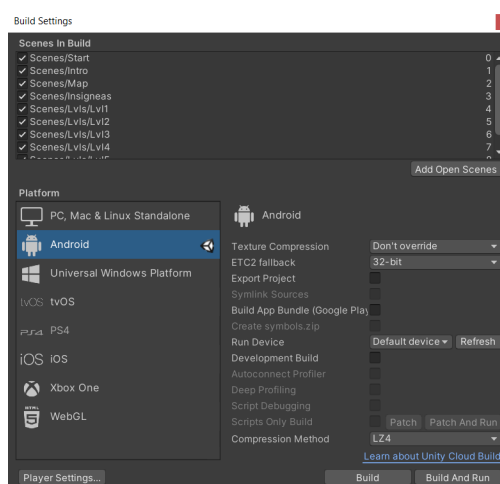 Build Settings
Scenes In Build
Scenes/Start 0
Scenes/Intro 1
Scenes/Map 2
Scenes/Insigneas 3
Scenes/Lvls/Lvl1 4
Scenes/Lvls/Lvl2 5
Scenes/Lvls/Lvl3 6
Scenes/Lvls/Lvl4 7
Add Open Scenes
Platform
PC, Mac & Linux Standalone
Android
Universal Windows Platform
tvOS tvOS
PS4 PS4
iOS iOS
Xbox One
HTML 5 WebGL
Android
Texture Compression Don't override
ETC2 fallback 32-bit
Export Project
Symlink Sources
Build App Bundle (Google Play
Create symbols.zip
Run Device Default device Refresh
Development Build
Autoconnect Profiler
Deep Profiling
Script Debugging
Scripts Only Build Patch Patch And Run
Compression Method LZ4
Learn about Unity Cloud Build
Player Settings... Build Build And Run